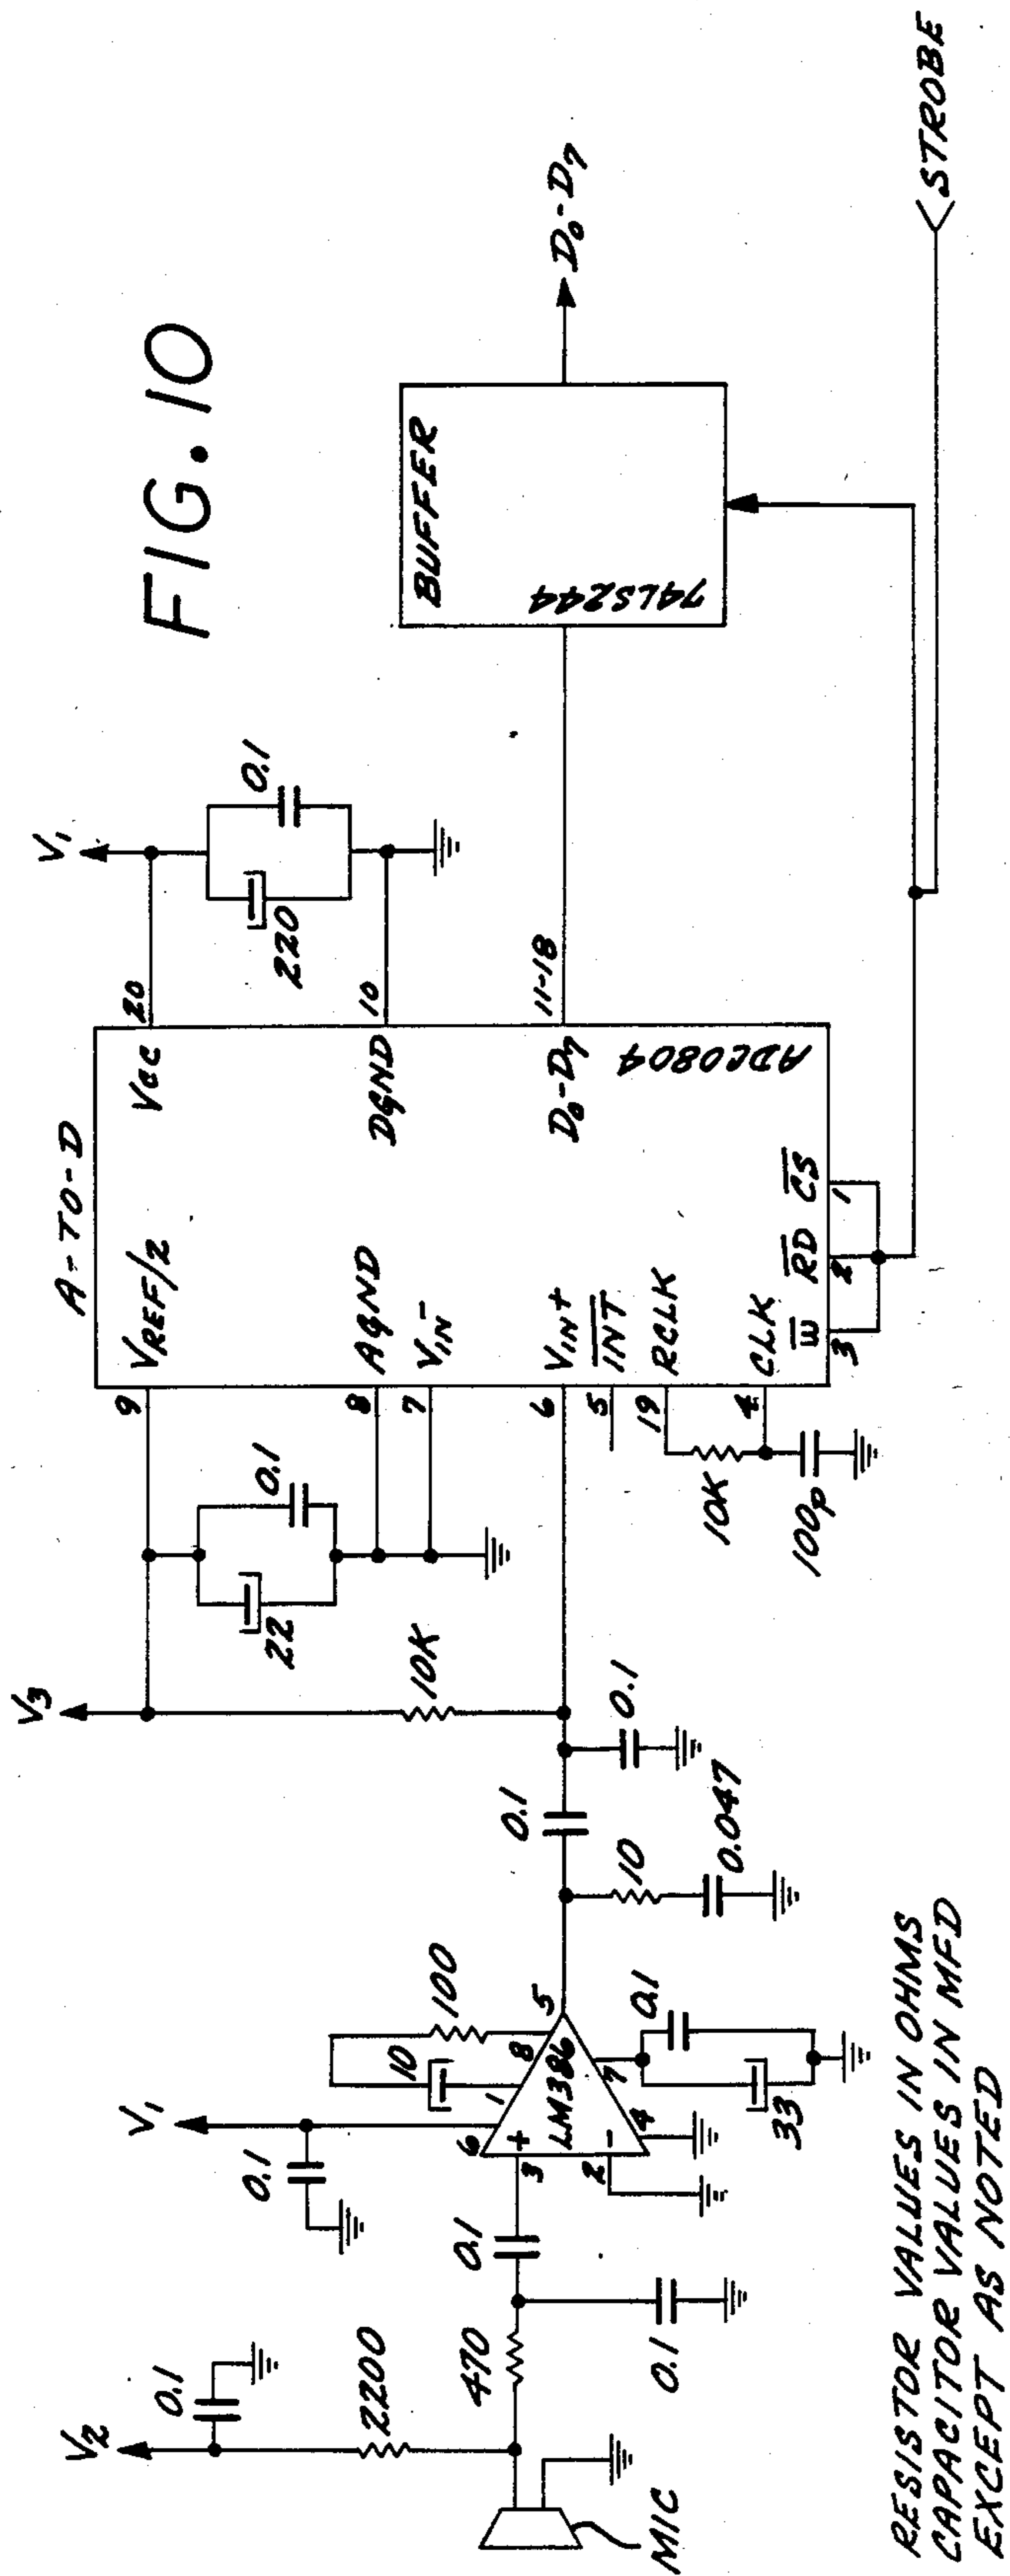 FIG. 10
V2
0.1
2200
MIC
470
0.1
0.1
V1
0.1
6
3
+
2
-
LM386
4
1
8
7
5
10
100
0.1
33
10
0.047
0.1
0.1
V3
10K
22
0.1
A-TO-D
9
VREF/2
8
AGND
7
VIN-
6
VIN+
5
INT
19
RCLK
4
CLK
10K
100p
W
3
RD
2
CS
1
ADC0804
VCC
20
DGND
10
D0-D7
11-18
V1
220
0.1
BUFFER
74LS244
D0-D7
STROBE
RESISTOR VALUES IN OHMS
CAPACITOR VALUES IN MFD
EXCEPT AS NOTED